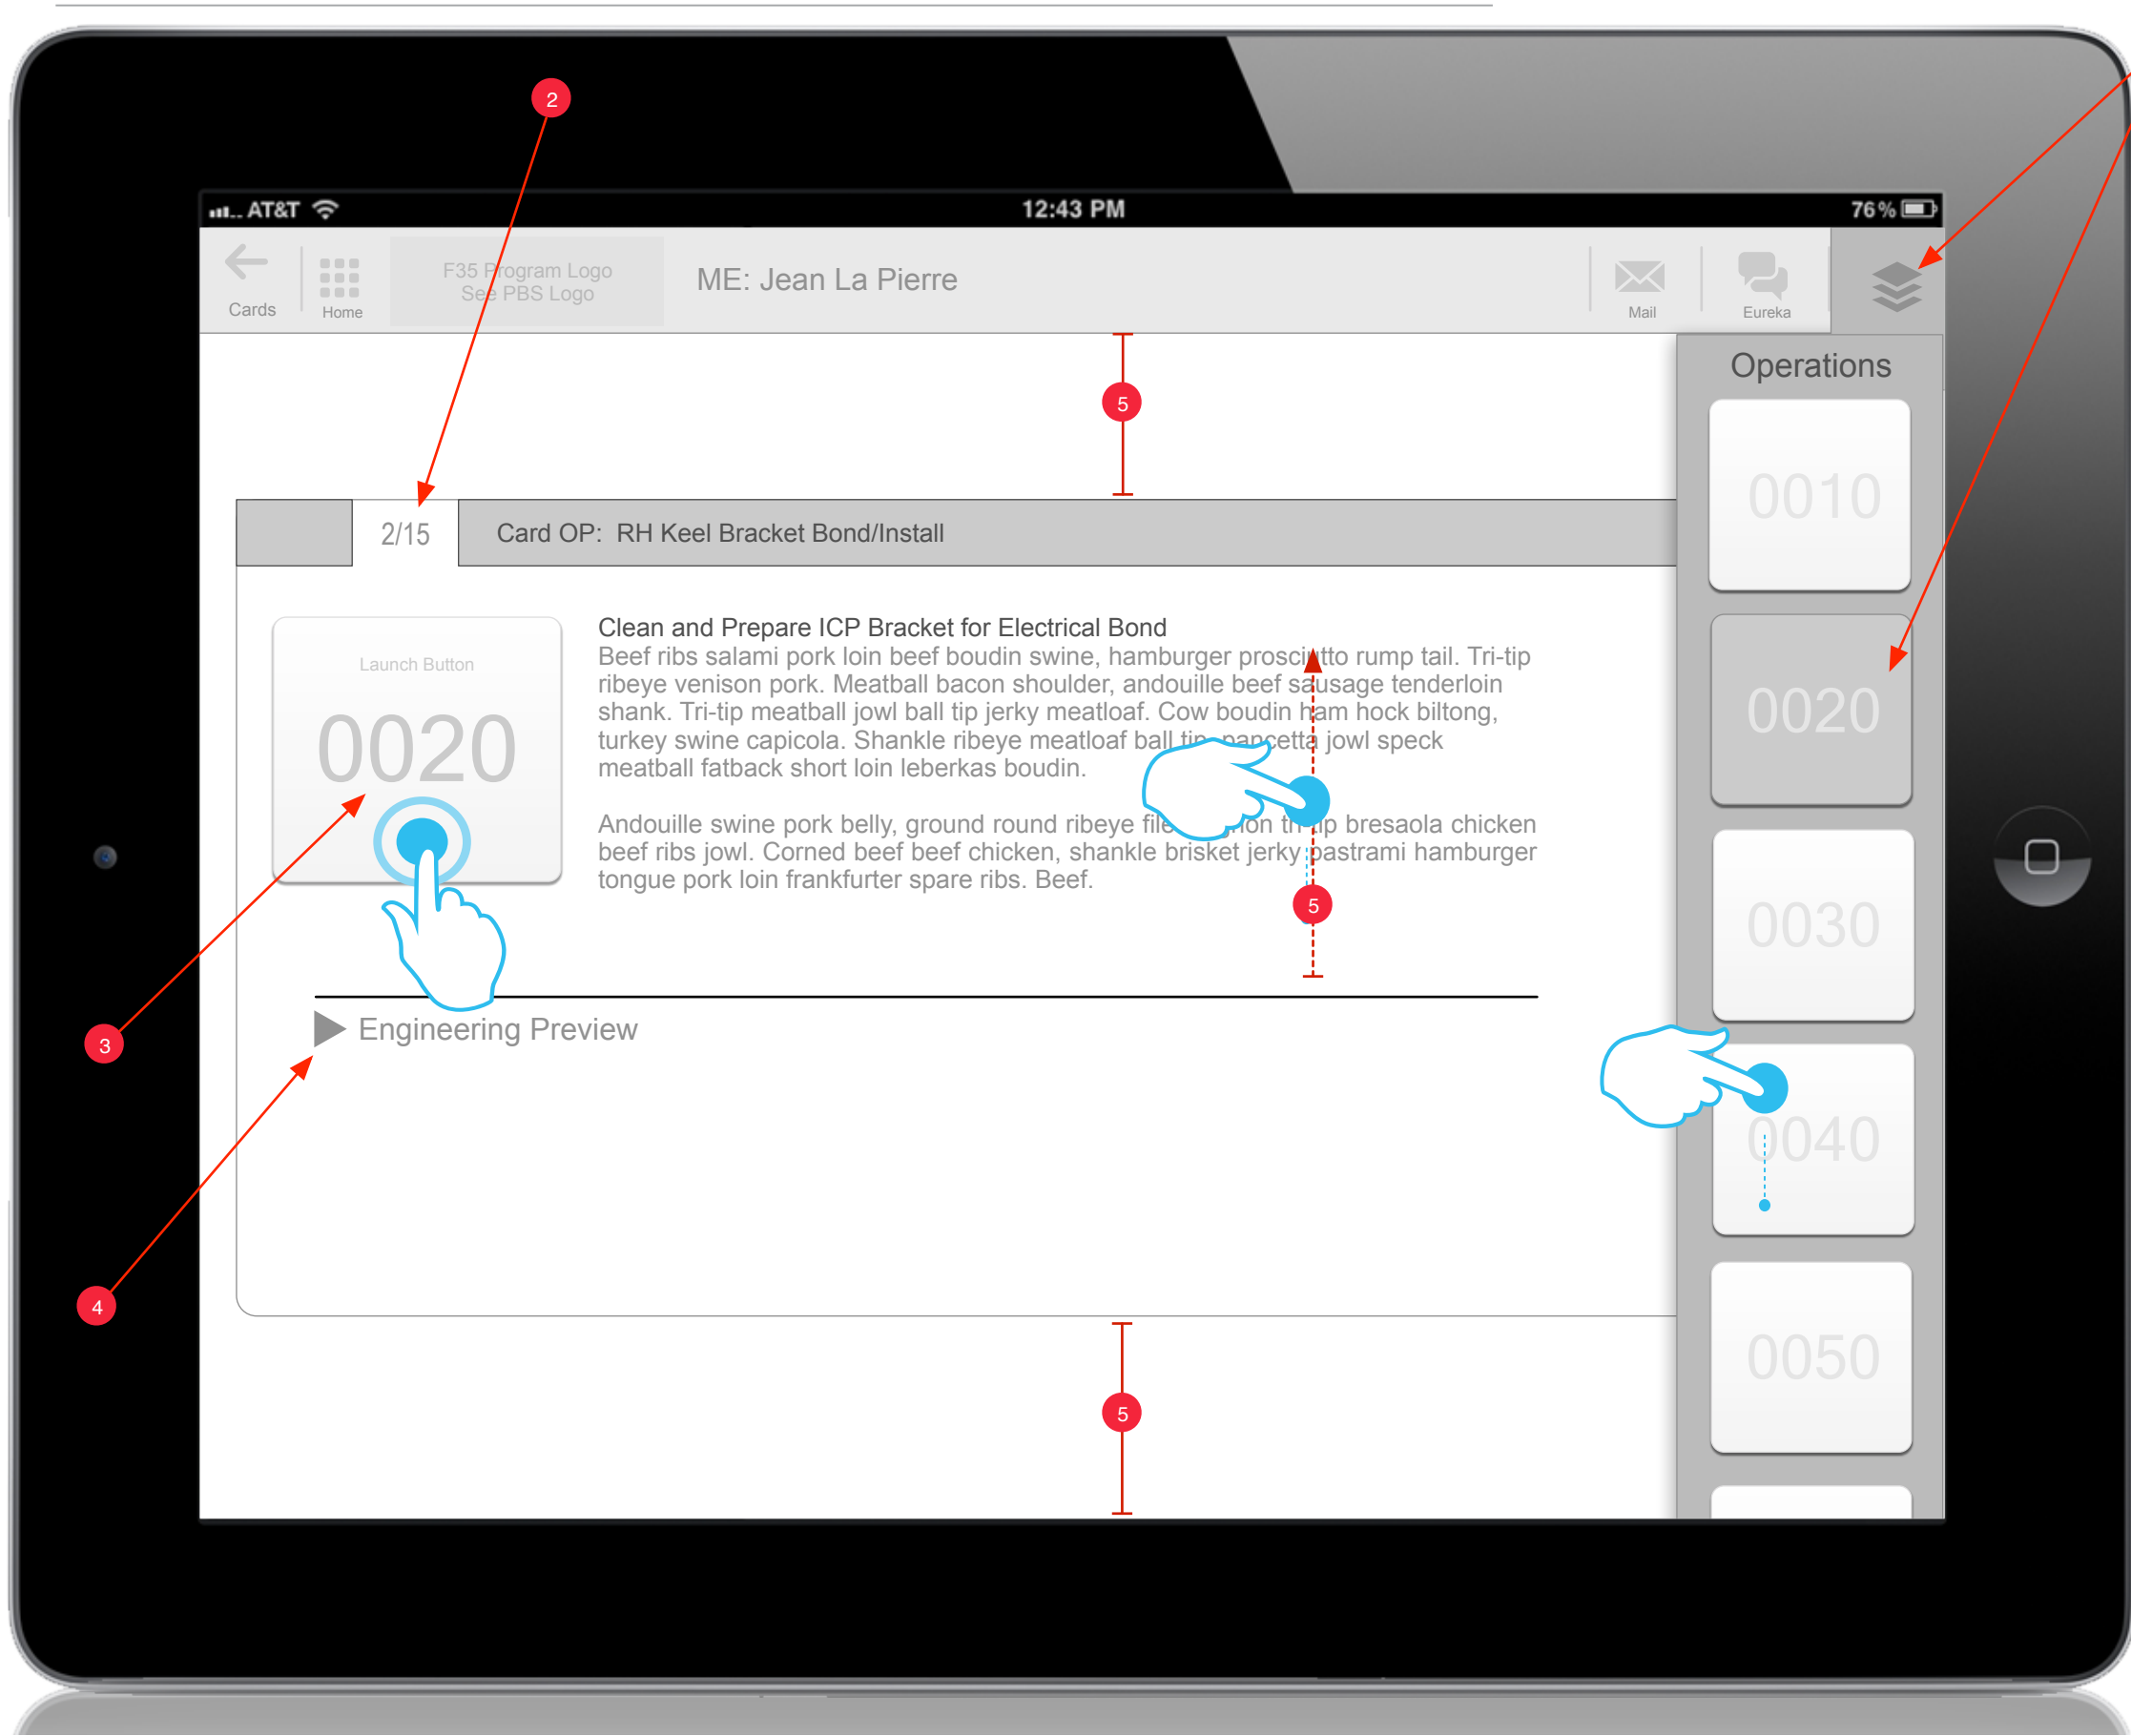 2
AT&T
12:43 PM
76%
Cards
Home
F35 Program Logo
See PBS Logo
ME: Jean La Pierre
Mail
Eureka
Operations
5
0010
2/15
Card OP: RH Keel Bracket Bond/Install
Launch Button
0020
Clean and Prepare ICP Bracket for Electrical Bond
Beef ribs salami pork loin beef boudin swine, hamburger prosciutto rump tail. Tri-tip
ribeye venison pork. Meatball bacon shoulder, andouille beef sausage tenderloin
shank. Tri-tip meatball jowl ball tip jerky meatloaf. Cow boudin ham hock biltong,
turkey swine capicola. Shankle ribeye meatloaf ball tip, pancetta jowl speck
meatball fatback short loin leberkas boudin.
Andouille swine pork belly, ground round ribeye tri-tip bresaola chicken
beef ribs jowl. Corned beef beef chicken, shankle brisket jerky pastrami hamburger
tongue pork loin frankfurter spare ribs. Beef.
5
0020
0030
3
Engineering Preview
0040
4
0050
5